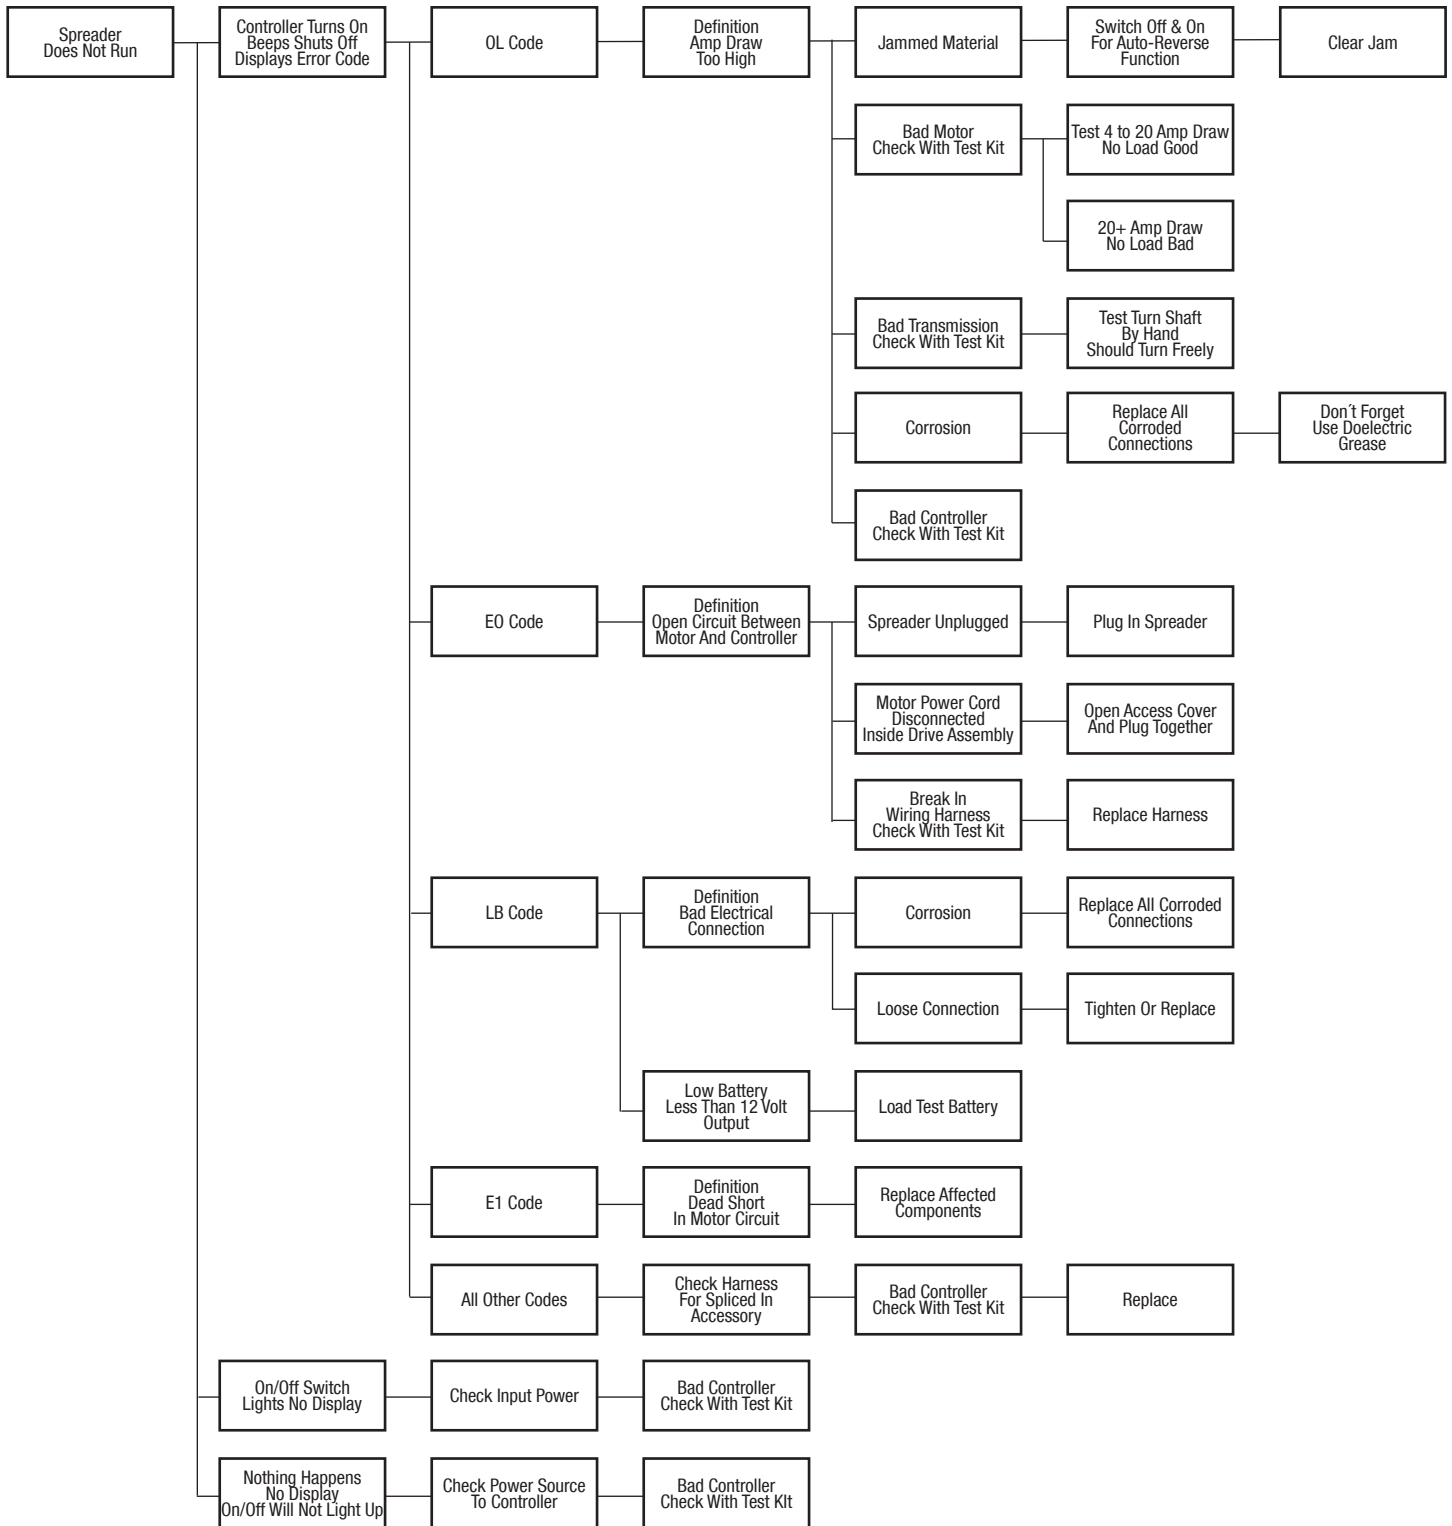 Spreader
Does Not Run
Controller Turns On
Beeps Shuts Off
Displays Error Code
OL Code
Definition
Amp Draw
Too High
Jammed Material
Switch Off & On
For Auto-Reverse
Function
Clear Jam
Bad Motor
Check With Test Kit
Test 4 to 20 Amp Draw
No Load Good
20+ Amp Draw
No Load Bad
Bad Transmission
Check With Test Kit
Test Turn Shaft
By Hand
Should Turn Freely
Corrosion
Replace All
Corroded
Connections
Don´t Forget
Use Doelectric
Grease
Bad Controller
Check With Test Kit
EO Code
Definition
Open Circuit Between
Motor And Controller
Spreader Unplugged
Plug In Spreader
Motor Power Cord
Disconnected
Inside Drive Assembly
Open Access Cover
And Plug Together
Break In
Wiring Harness
Check With Test Kit
Replace Harness
LB Code
Definition
Bad Electrical
Connection
Corrosion
Replace All Corroded
Connections
Loose Connection
Tighten Or Replace
Low Battery
Less Than 12 Volt
Output
Load Test Battery
E1 Code
Definition
Dead Short
In Motor Circuit
Replace Affected
Components
All Other Codes
Check Harness
For Spliced In
Accessory
Bad Controller
Check With Test Kit
Replace
On/Off Switch
Lights No Display
Check Input Power
Bad Controller
Check With Test Kit
Nothing Happens
No Display
On/Off Will Not Light Up
Check Power Source
To Controller
Bad Controller
Check With Test KIt